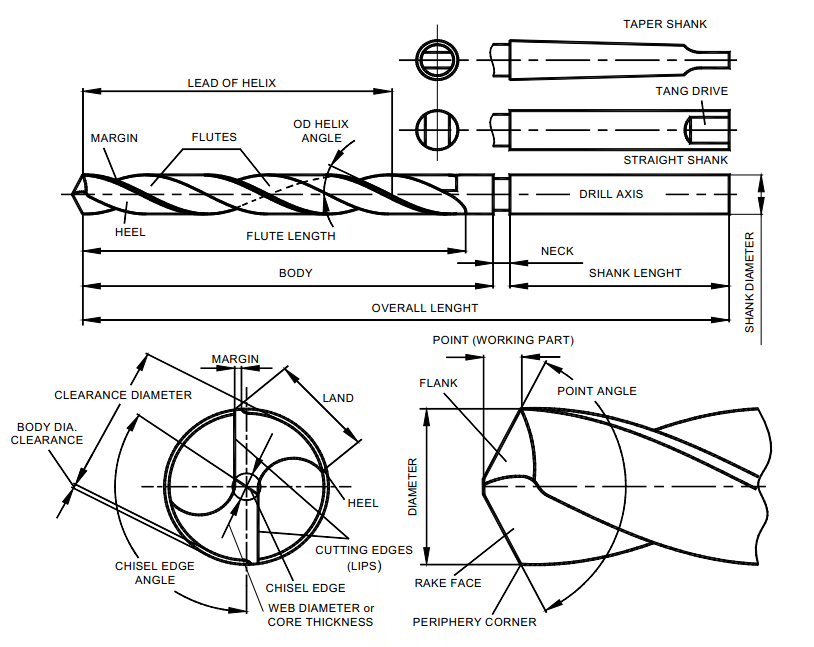 TAPER SHANK
LEAD OF HELIX
TANG DRIVE
OD HELIX
ANGLE
MARGIN
FLUTES
STRAIGHT SHANK
DRILL AXIS
HEEL
FLUTE LENGTH
NECK
BODY
SHANK LENGHT
SHANK DIAMETER
OVERALL LENGHT
POINT (WORKING PART)
MARGIN
CLEARANCE DIAMETER
LAND
FLANK
POINT ANGLE
BODY DIA.
CLEARANCE
DIAMETER
HEEL
CUTTING EDGES
(LIPS)
CHISEL EDGE
ANGLE
CHISEL EDGE
RAKE FACE
WEB DIAMETER or
CORE THICKNESS
PERIPHERY CORNER